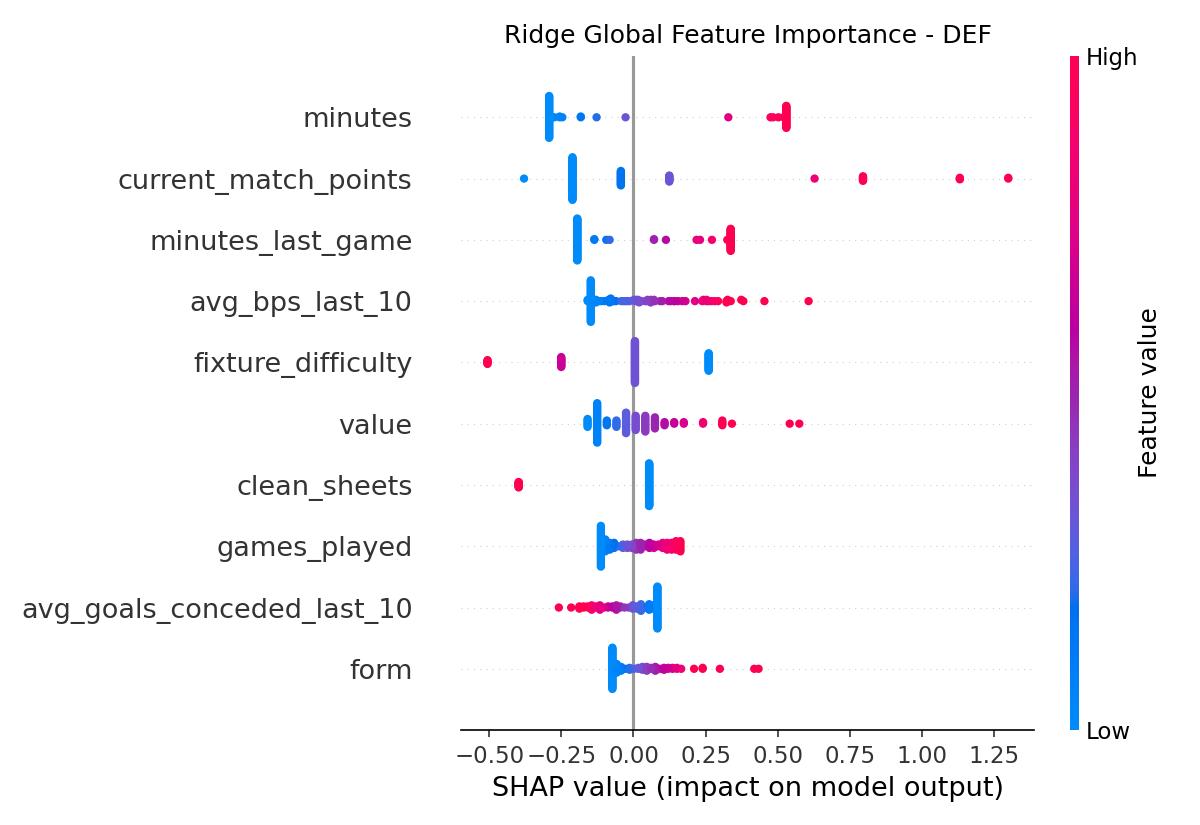 Ridge Global Feature Importance - DEF
High
minutes
current_match_points
minutes_last_game
avg_bps_last_10
fixture_difficulty
value
clean_sheets
games_played
avg_goals_conceded_last_10
form
Feature value
Low
−0.50 −0.25 0.00 0.25 0.50 0.75 1.00 1.25
SHAP value (impact on model output)